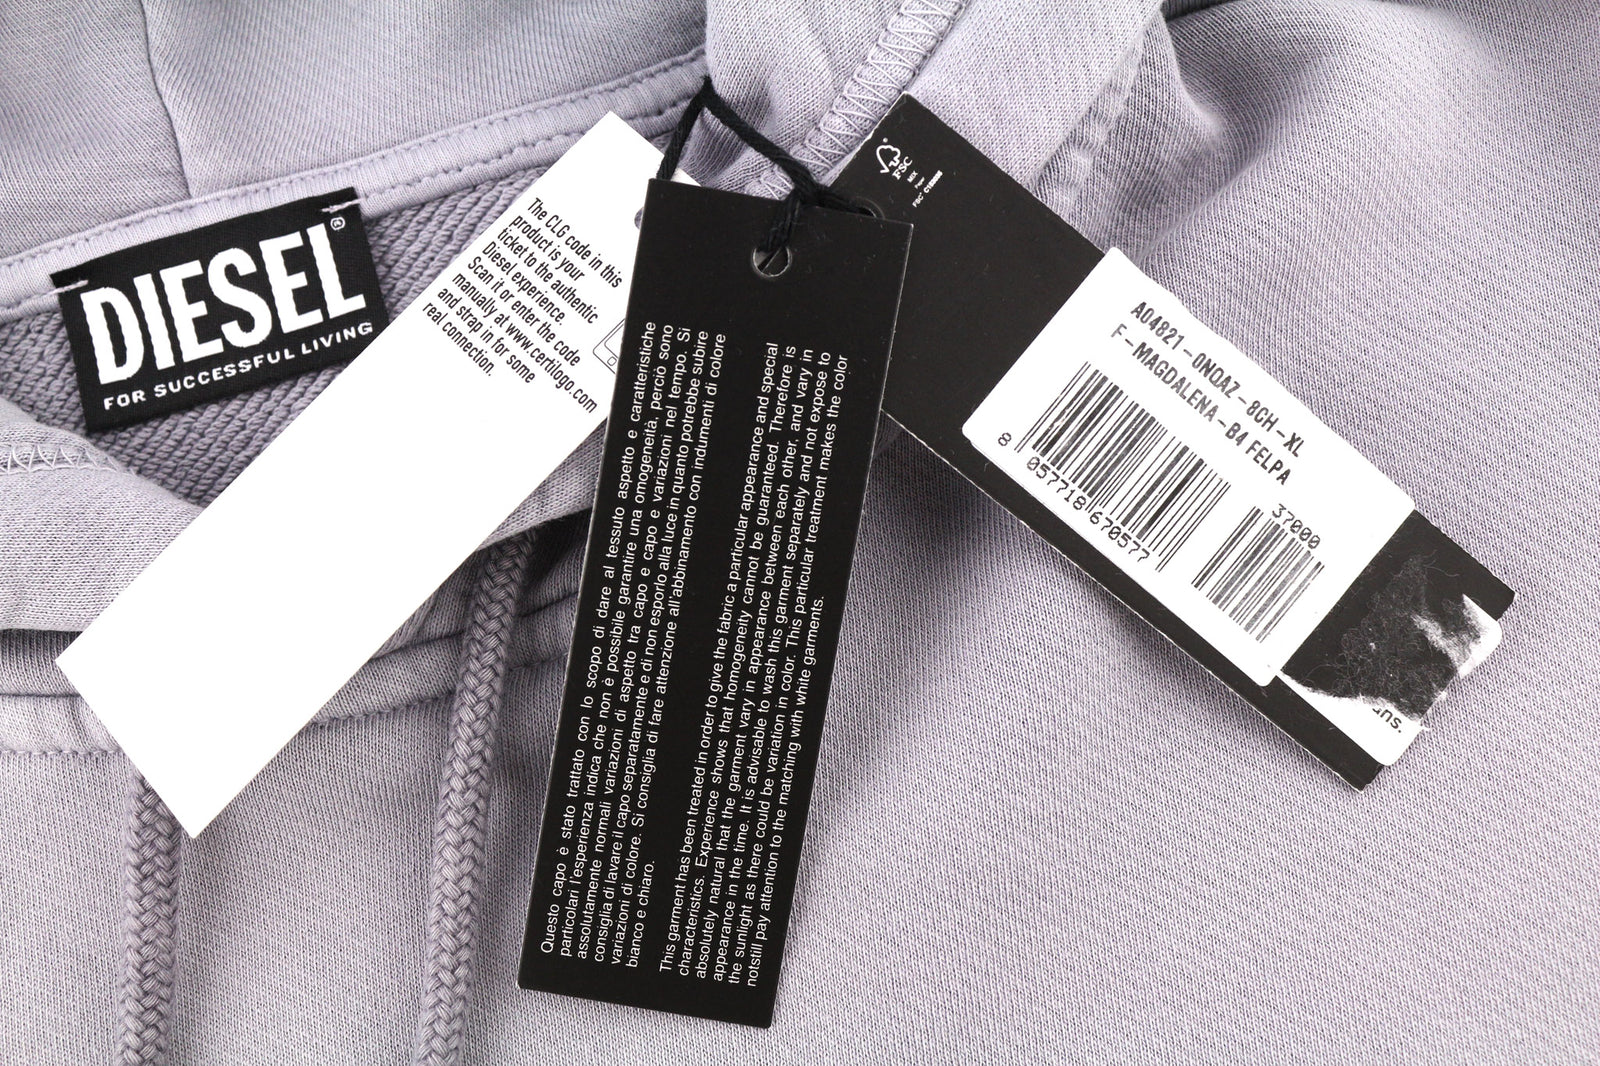 DIESEL®
FOR SUCCESSFUL LIVING
The CLG code in this
product is your
ticket to the authentic
Diesel experience.
Scan it or enter the code
manually at www.certilogo.com
and strap in for some
real connection.
Questo capo è stato trattato con lo scopo di dare al tessuto aspetto e caratteristiche
particolari l'esperienza indica che non è possibile garantire una omogeneità, perciò sono
assolutamente normali variazioni di aspetto tra capo e capo e variazioni nel tempo. Si
consiglia di lavare il capo separatamente e di non esporlo alla luce in quanto potrebbe subire
variazioni di colore. Si consiglia di fare attenzione all'abbinamento con indumenti di colore
bianco e chiaro.
This garment has been treated in order to give the fabric a particular appearance and special
characteristics. Experience shows that homogeneity cannot be guaranteed. Therefore is
absolutely natural that the garment vary in appearance between each other, and vary in
appearance in the time. It is advisable to wash this garment separately and not expose to
the sunlight as there could be variation in color. This particular treatment makes the color
notstill pay attention to the matching with white garments.
FSC
MIX
Paper
A04821-0NQAZ-8CH-XL
F-MAGDALENA-B4 FELPA
8 057718 670577
37000